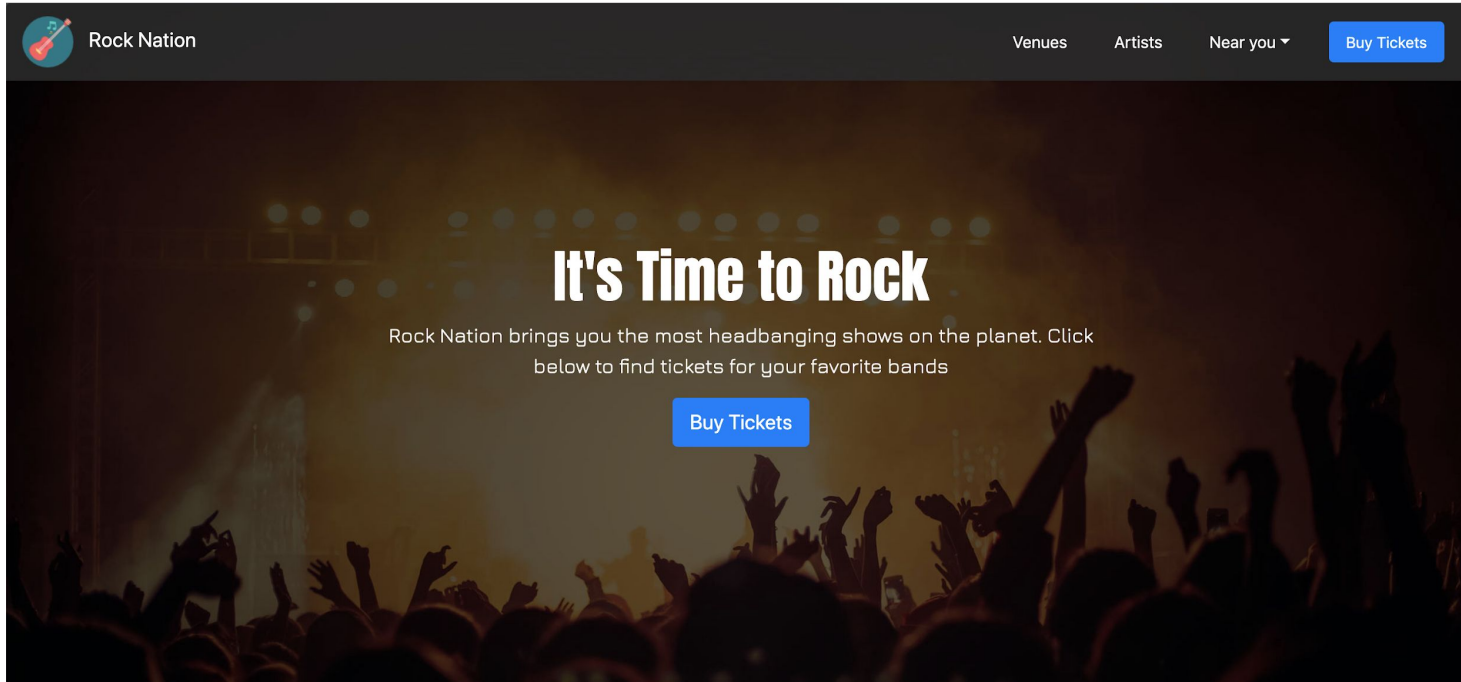 Rock Nation
Venues
Artists
Near you
Buy Tickets
It's Time to Rock
Rock Nation brings you the most headbanging shows on the planet. Click
below to find tickets for your favorite bands
Buy Tickets